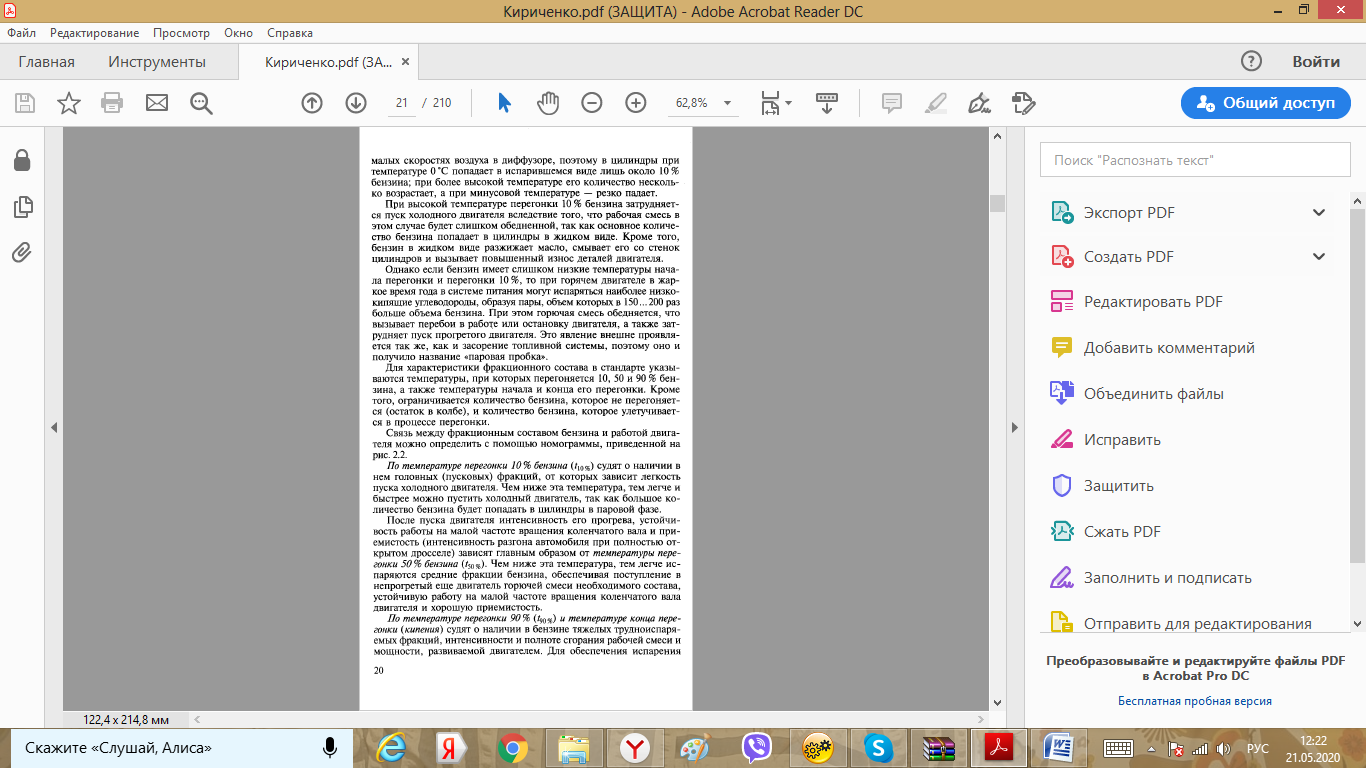 Кириченко.pdf (ЗАЩИТА) - Adobe Acrobat Reader DC
Файл Редактирование Просмотр Окно Справка
Главная Инструменты Кириченко.pdf (ЗА... × Войти
21 / 210 62,8% Общий доступ
малых скоростях воздуха в диффузоре, поэтому в цилиндры при
температуре 0 °С попадает в испарившемся виде лишь около 10 %
бензина; при более высокой температуре его количество несколь-
ко возрастает, а при минусовой температуре — резко падает.
При высокой температуре перегонки 10 % бензина затрудняет-
ся пуск холодного двигателя вследствие того, что рабочая смесь в
этом случае будет слишком обедненной, так как основное количе-
ство бензина попадает в цилиндры в жидком виде. Кроме того,
бензин в жидком виде разжижает масло, смывает его со стенок
цилиндров и вызывает повышенный износ деталей двигателя.
Однако если бензин имеет слишком низкие температуры нача-
ла перегонки и перегонки 10 %, то при горячем двигателе в жар-
кое время года в системе питания могут испаряться наиболее низко-
кипящие углеводороды, образуя пары, объем которых в 150...200 раз
больше объема бензина. При этом горючая смесь обедняется, что
вызывает перебои в работе или остановку двигателя, а также зат-
рудняет пуск прогретого двигателя. Это явление внешне проявля-
ется так же, как и засорение топливной системы, поэтому оно и
получило название «паровая пробка».
Для характеристики фракционного состава в стандарте указы-
ваются температуры, при которых перегоняется 10, 50 и 90 % бен-
зина, а также температуры начала и конца его перегонки. Кроме
того, ограничивается количество бензина, которое не перегоняет-
ся (остаток в колбе), и количество бензина, которое улетучивает-
ся в процессе перегонки.
Связь между фракционным составом бензина и работой двига-
теля можно определить с помощью номограммы, приведенной на
рис. 2.2.
По температуре перегонки 10 % бензина (t10 %) судят о наличии в
нем головных (пусковых) фракций, от которых зависит легкость
пуска холодного двигателя. Чем ниже эта температура, тем легче и
быстрее можно пустить холодный двигатель, так как большое ко-
личество бензина будет попадать в цилиндры в паровой фазе.
После пуска двигателя интенсивность его прогрева, устойчи-
вость работы на малой частоте вращения коленчатого вала и при-
емистость (интенсивность разгона автомобиля при полностью от-
крытом дросселе) зависят главным образом от температуры пере-
гонки 50 % бензина (t50 %). Чем ниже эта температура, тем легче ис-
паряются средние фракции бензина, обеспечивая поступление в
непрогретый еще двигатель горючей смеси необходимого состава,
устойчивую работу на малой частоте вращения коленчатого вала
двигателя и хорошую приемистость.
По температуре перегонки 90 % (t90 %) и температуре конца пере-
гонки (кипения) судят о наличии в бензине тяжелых трудноиспаря-
емых фракций, интенсивности и полноте сгорания рабочей смеси и
мощности, развиваемой двигателем. Для обеспечения испарения
20
122,4 x 214,8 мм
Поиск "Распознать текст"
Экспорт PDF
Создать PDF
Редактировать PDF
Добавить комментарий
Объединить файлы
Исправить
Защитить
Сжать PDF
Заполнить и подписать
Отправить для редактирования
Преобразовывайте и редактируйте файлы PDF
в Acrobat Pro DC
Бесплатная пробная версия
Скажите «Слушай, Алиса»
РУС
12:22
21.05.2020